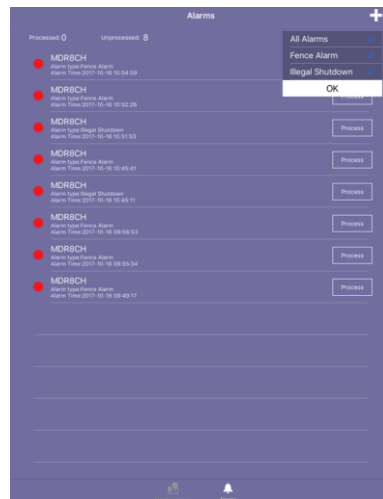 Alarms
+
Processed:0 Unprocessed: 8
All Alarms
Fence Alarm
Illegal Shutdown
OK
MDR8CH
Alarm type:Fence Alarm
Alarm Time:2017-10-16 10:54:59
MDR8CH
Alarm type:Fence Alarm
Alarm Time:2017-10-16 10:52:26
MDR8CH
Alarm type:Illegal Shutdown
Alarm Time:2017-10-16 10:51:53
Process
MDR8CH
Alarm type:Fence Alarm
Alarm Time:2017-10-16 10:45:41
Process
MDR8CH
Alarm type:Illegal Shutdown
Alarm Time:2017-10-16 10:45:11
Process
MDR8CH
Alarm type:Fence Alarm
Alarm Time:2017-10-16 09:58:53
Process
MDR8CH
Alarm type:Fence Alarm
Alarm Time:2017-10-16 09:55:34
Process
MDR8CH
Alarm type:Fence Alarm
Alarm Time:2017-10-16 09:49:17
Process